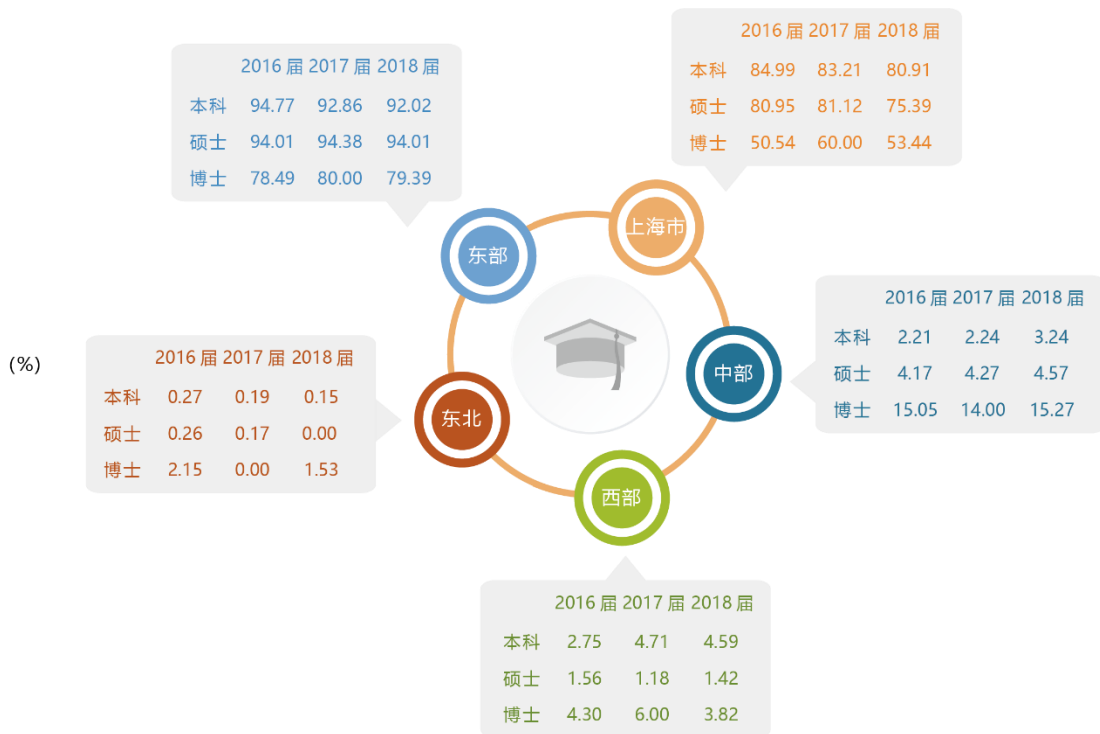 2016 届 2017 届 2018 届
本科 84.99 83.21 80.91
硕士 80.95 81.12 75.39
博士 50.54 60.00 53.44
2016 届 2017 届 2018 届
本科 94.77 92.86 92.02
硕士 94.01 94.38 94.01
博士 78.49 80.00 79.39
上海市
东部
2016 届 2017 届 2018 届
本科 2.21 2.24 3.24
硕士 4.17 4.27 4.57
博士 15.05 14.00 15.27
中部
(%)
2016 届 2017 届 2018 届
本科 0.27 0.19 0.15
硕士 0.26 0.17 0.00
博士 2.15 0.00 1.53
东北
西部
2016 届 2017 届 2018 届
本科 2.75 4.71 4.59
硕士 1.56 1.18 1.42
博士 4.30 6.00 3.82